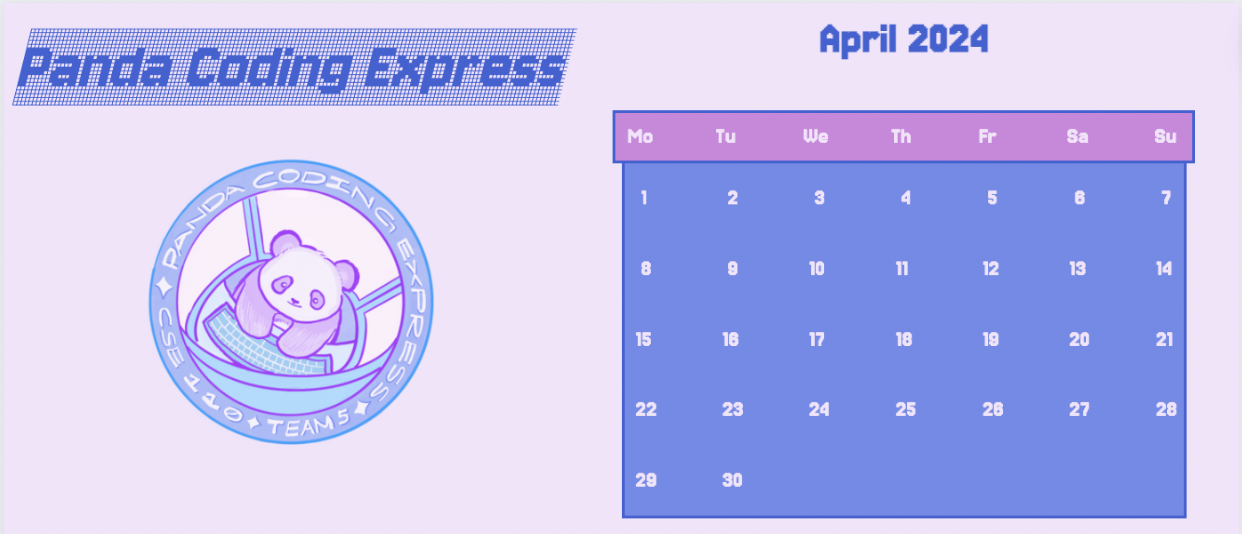 Panda Coding Express
PANDA CODING EXPRESS
CSE 110 TEAM 5
April 2024
Mo Tu We Th Fr Sa Su
1 2 3 4 5 6 7
8 9 10 11 12 13 14
15 16 17 18 19 20 21
22 23 24 25 26 27 28
29 30